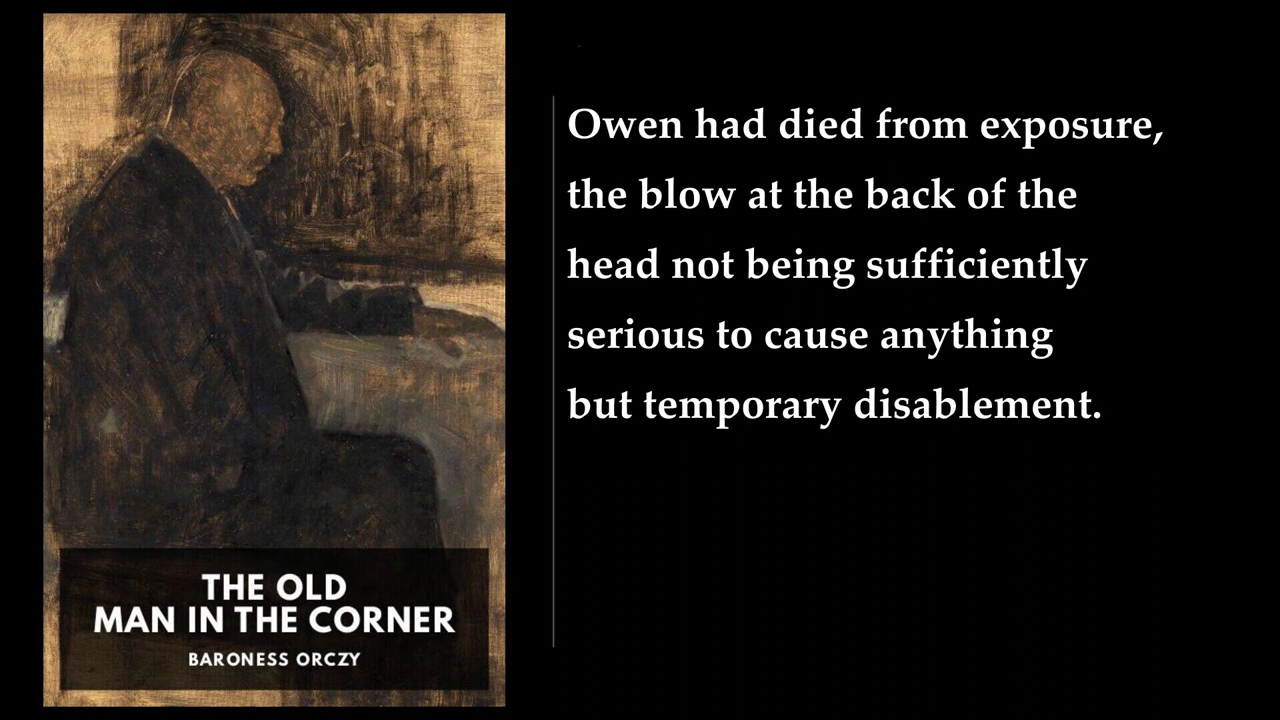 Owen had died from exposure,
the blow at the back of the
head not being sufficiently
serious to cause anything
but temporary disablement.
THE OLD
MAN IN THE CORNER
BARONESS ORCZY